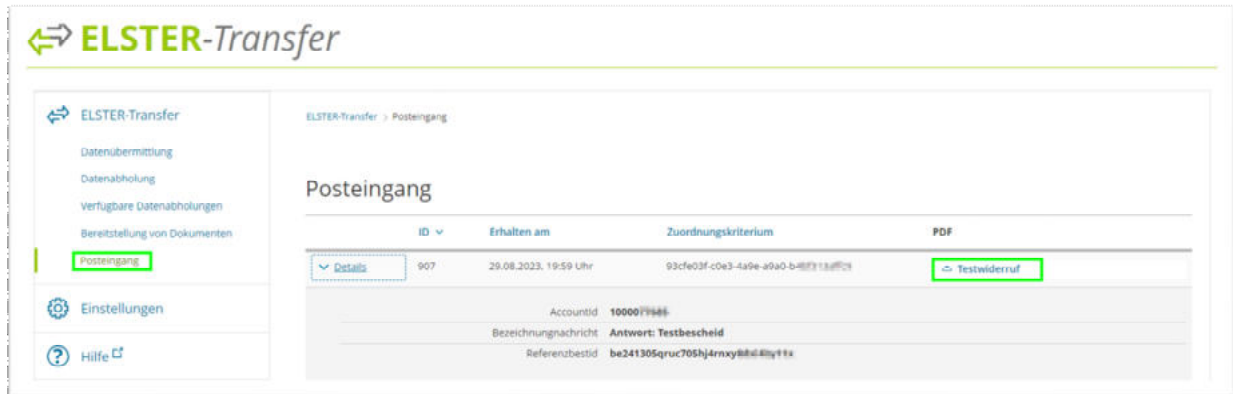 ELSTER-Transfer
ELSTER-Transfer
Datenübermittlung
Datenabholung
Verfügbare Datenabholungen
Bereitstellung von Dokumenten
Posteingang
Einstellungen
Hilfe
ELSTER-Transfer > Posteingang
Posteingang
ID Erhalten am Zuordnungskriterium PDF
Details 907 29.08.2023, 19:59 Uhr Testwiderruf
AccountId
Bezeichnungnachricht Antwort: Testbescheid
Referenzbestid